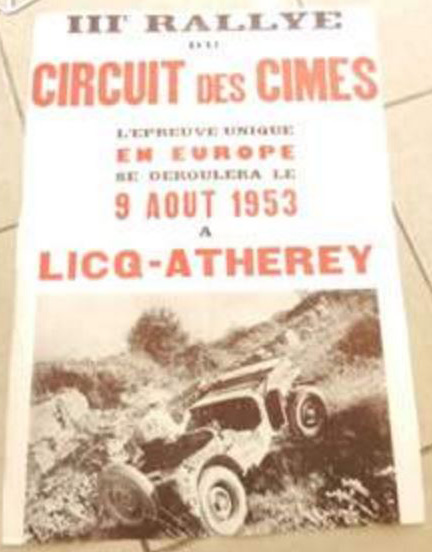 IIIᵉ RALLYE
DU
CIRCUIT DES CIMES
L'EPREUVE UNIQUE
EN EUROPE
SE DEROULERA LE
9 AOUT 1953
A
LICQ-ATHEREY